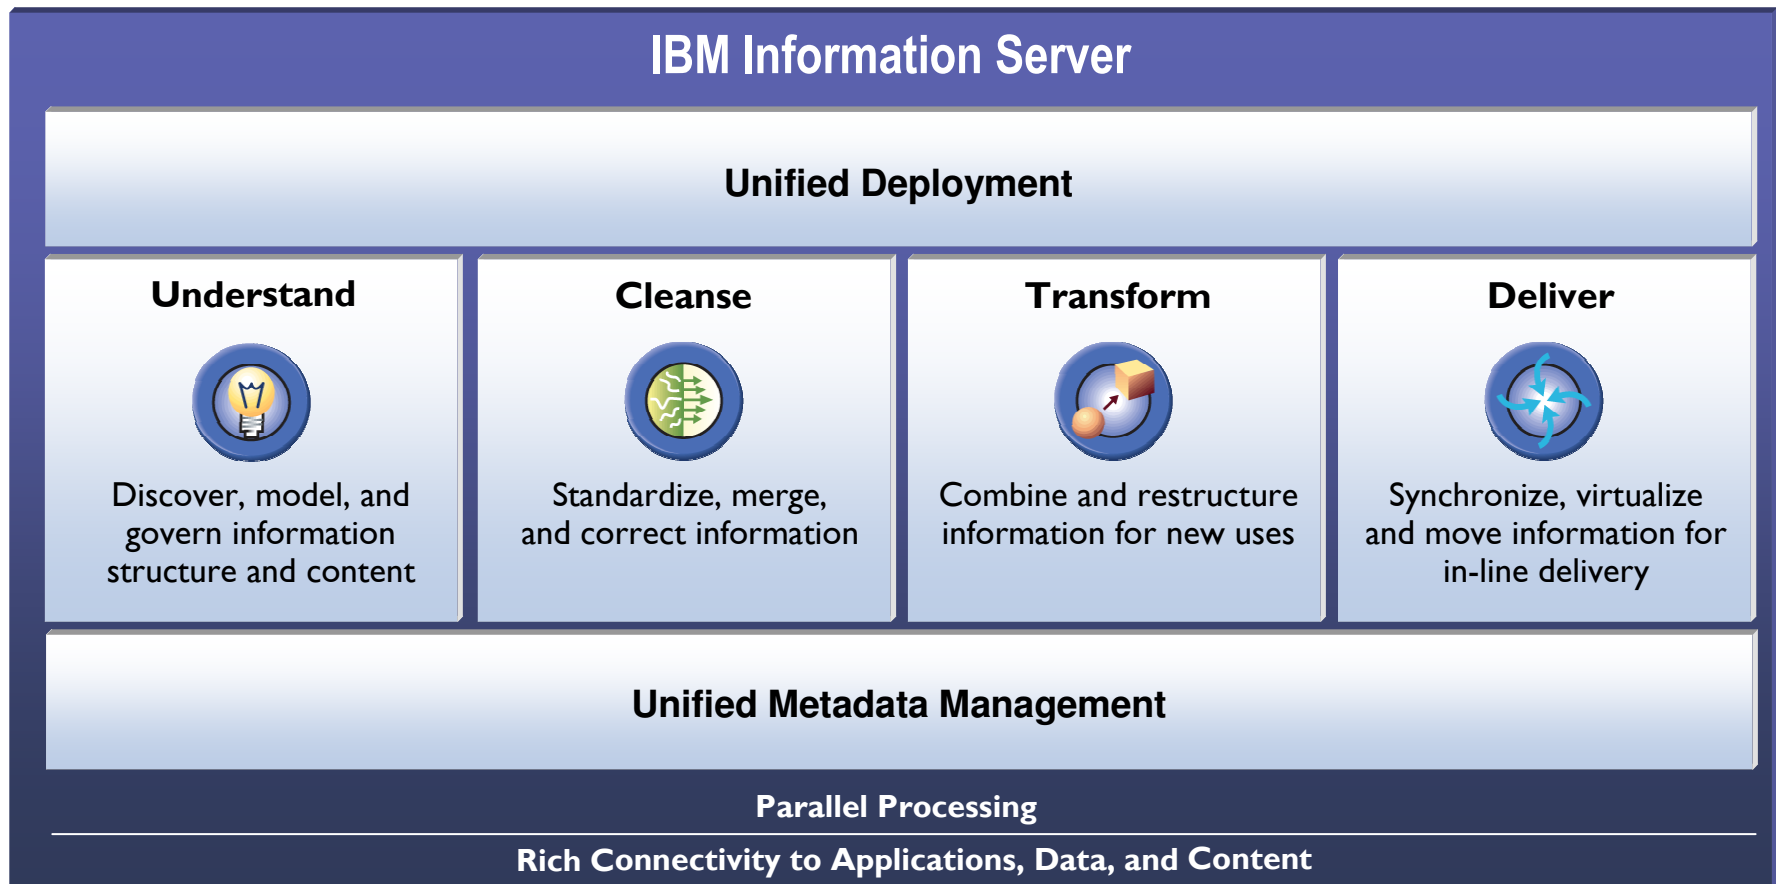 IBM Information Server
Unified Deployment
Understand
Discover, model, and
govern information
structure and content
Cleanse
Standardize, merge,
and correct information
Transform
Combine and restructure
information for new uses
Deliver
Synchronize, virtualize
and move information for
in-line delivery
Unified Metadata Management
Parallel Processing
Rich Connectivity to Applications, Data, and Content